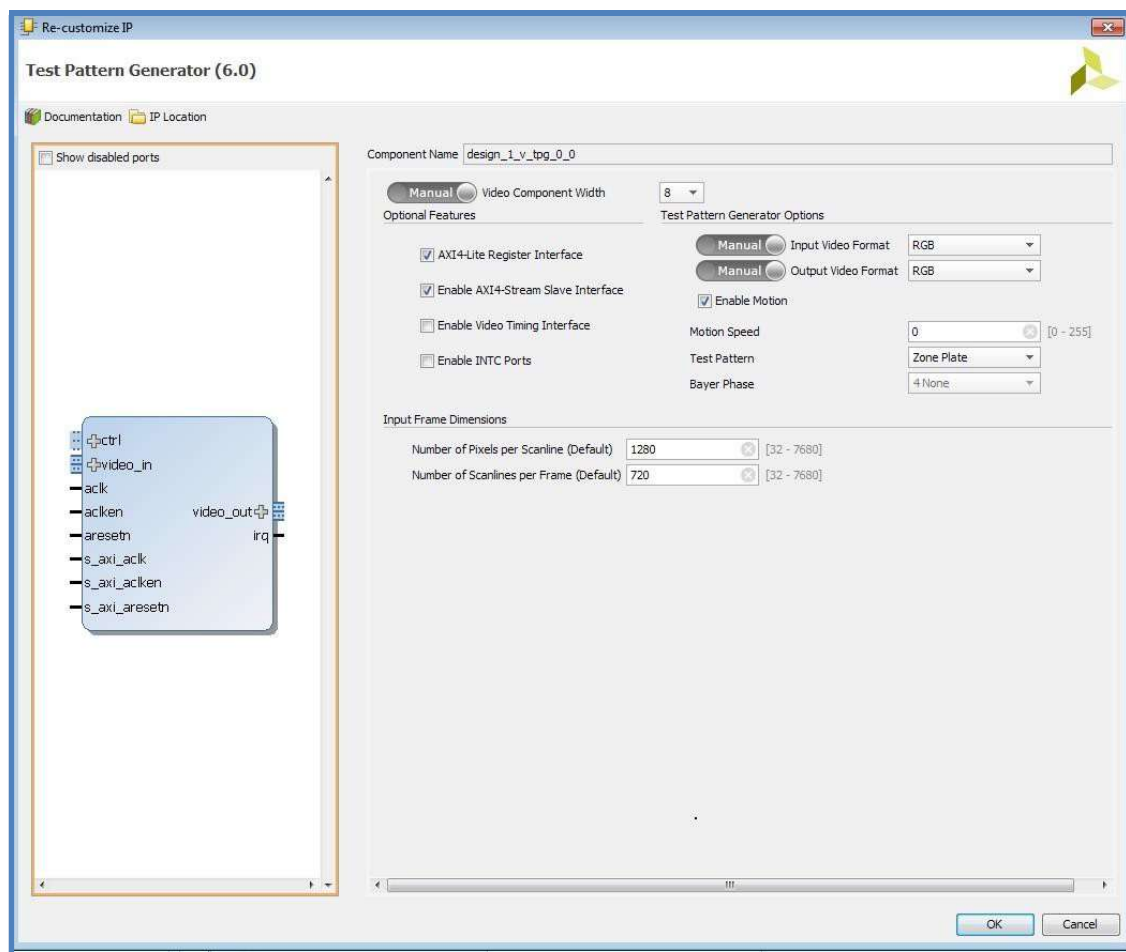 Re-customize IP
Test Pattern Generator (6.0)
Documentation IP Location
Show disabled ports
ctrl
video_in
aclk
aclken
aresetn
s_axi_aclk
s_axi_aclken
s_axi_aresetn
video_out
irq
Component Name design_1_v_tpg_0_0
Manual Video Component Width 8
Optional Features
AXI4-Lite Register Interface
Enable AXI4-Stream Slave Interface
Enable Video Timing Interface
Enable INTC Ports
Test Pattern Generator Options
Manual Input Video Format RGB
Manual Output Video Format RGB
Enable Motion
Motion Speed 0 [0 - 255]
Test Pattern Zone Plate
Bayer Phase 4 None
Input Frame Dimensions
Number of Pixels per Scanline (Default) 1280 [32 - 7680]
Number of Scanlines per Frame (Default) 720 [32 - 7680]
OK Cancel